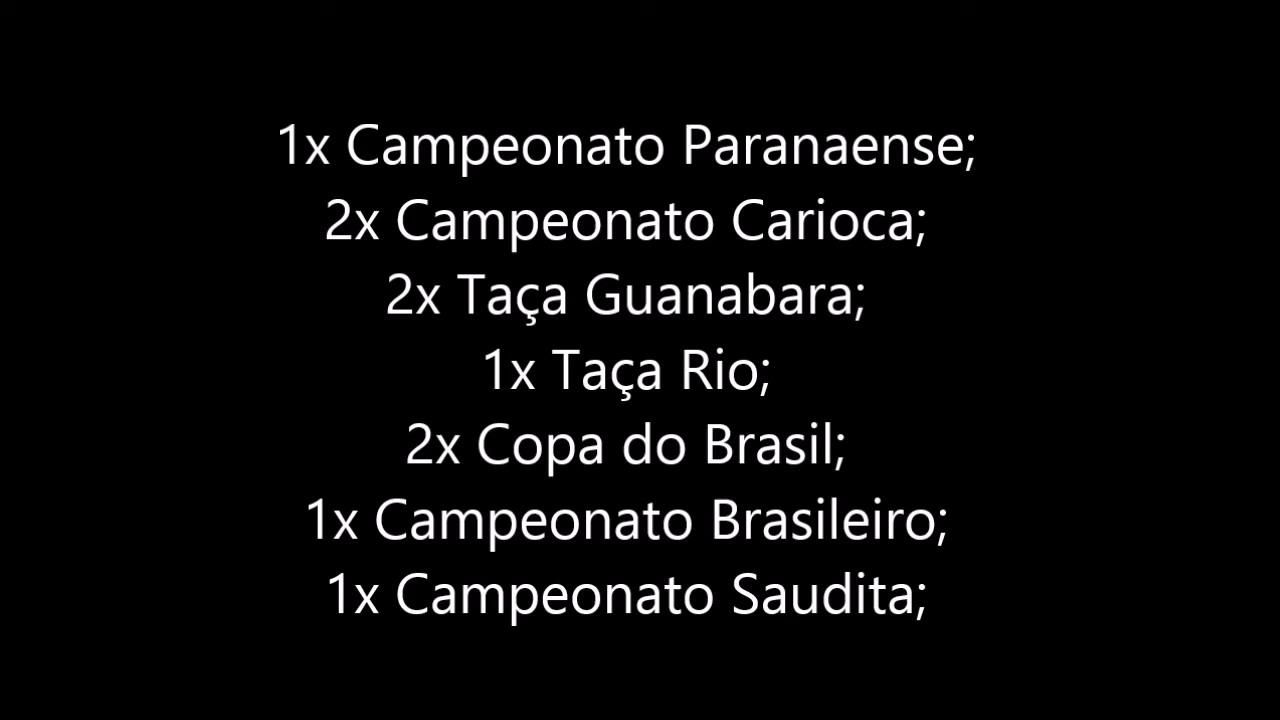 1x Campeonato Paranaense;
2x Campeonato Carioca;
2x Taça Guanabara;
1x Taça Rio;
2x Copa do Brasil;
1x Campeonato Brasileiro;
1x Campeonato Saudita;